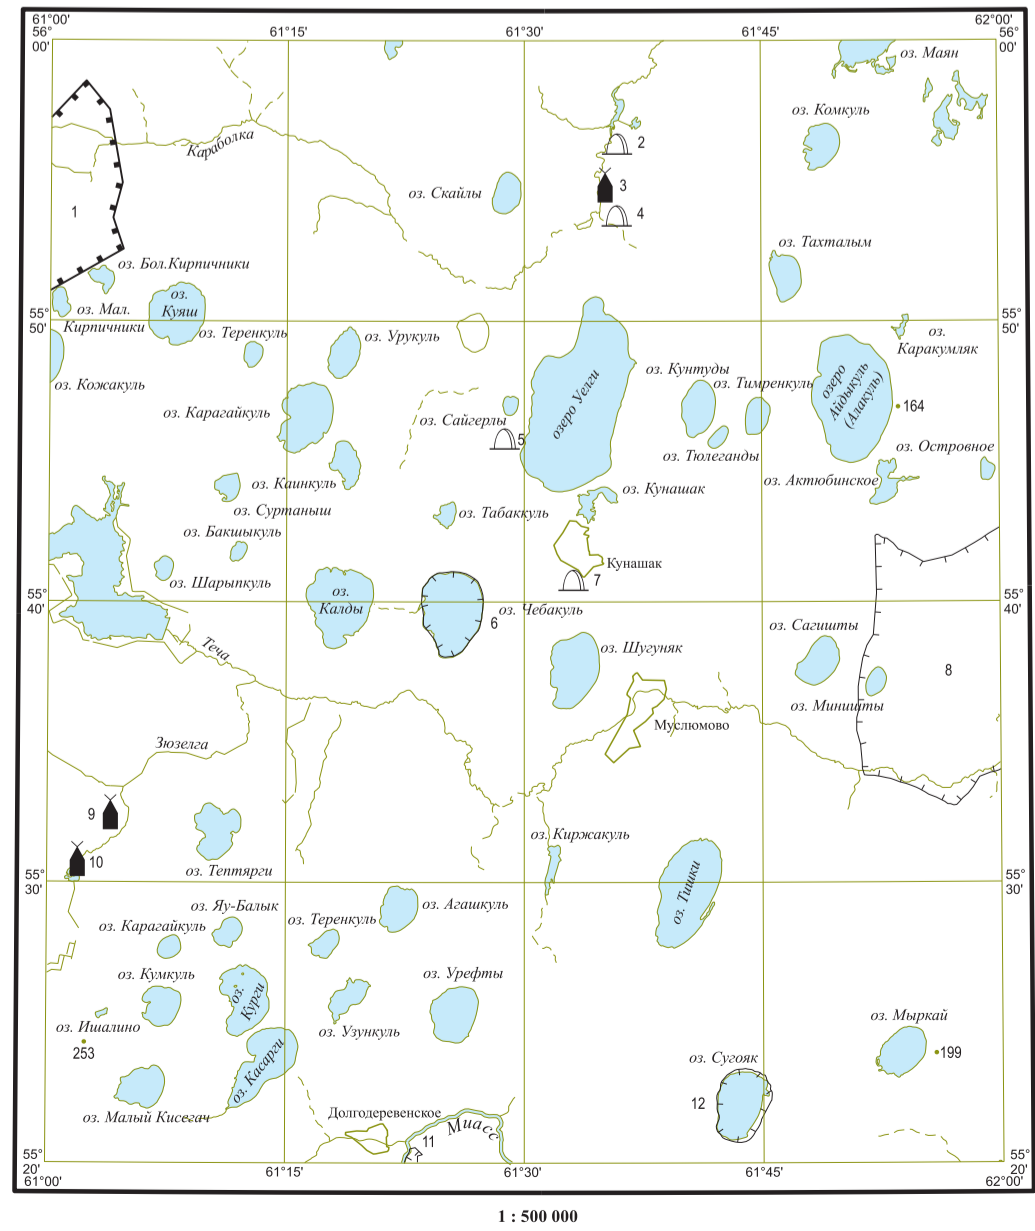 61°00' 61°15' 61°30' 61°45' 62°00'
56° 00' 56° 00'
оз. Маян
оз. Комкуль
Караболка
2
3
оз. Скайлы
4
1
оз. Тахталым
оз. Бол.Кирпичники
оз. Куяш
оз. Мал. Кирпичники
55° 50' 55° 50'
оз. Теренкуль
оз. Урукуль
оз. Каракумляк
оз. Кожакуль
оз. Кунтуды
оз. Тимренкуль
озеро Уелги
озеро Айдыкуль (Алакуль)
164
оз. Карагайкуль
оз. Сайгерлы
5
оз. Тюлеганды
оз. Островное
оз. Каинкуль
оз. Актюбинское
оз. Кунашак
оз. Суртаныш
оз. Табаккуль
оз. Бакшыкуль
Кунашак
7
оз. Шарыпкуль
55° 40' 55° 40'
оз. Калды
оз. Чебакуль
6
оз. Сагишты
Теча
оз. Шугуняк
8
оз. Миништы
Муслюмово
Зюзелга
9
оз. Киржакуль
10
оз. Тептярги
55° 30' 55° 30'
оз. Тишки
оз. Яу-Балык
оз. Агашкуль
оз. Карагайкуль
оз. Теренкуль
оз. Кумкуль
оз. Урефты
оз. Курги
оз. Ишалино
оз. Узункуль
оз. Мыркай
253
199
оз. Касарги
оз. Сугояк
12
оз. Малый Кисегач
Долгодеревенское
Миасс
11
55° 20' 55° 20'
61°00' 61°15' 61°30' 61°45' 62°00'
1 : 500 000